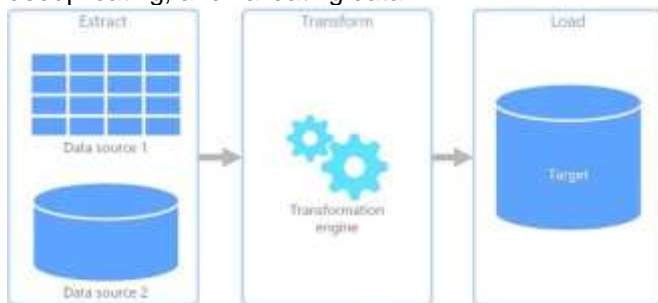 Extract
Transform
Load
Data source 1
Target
Transformation
engine
Data source 2